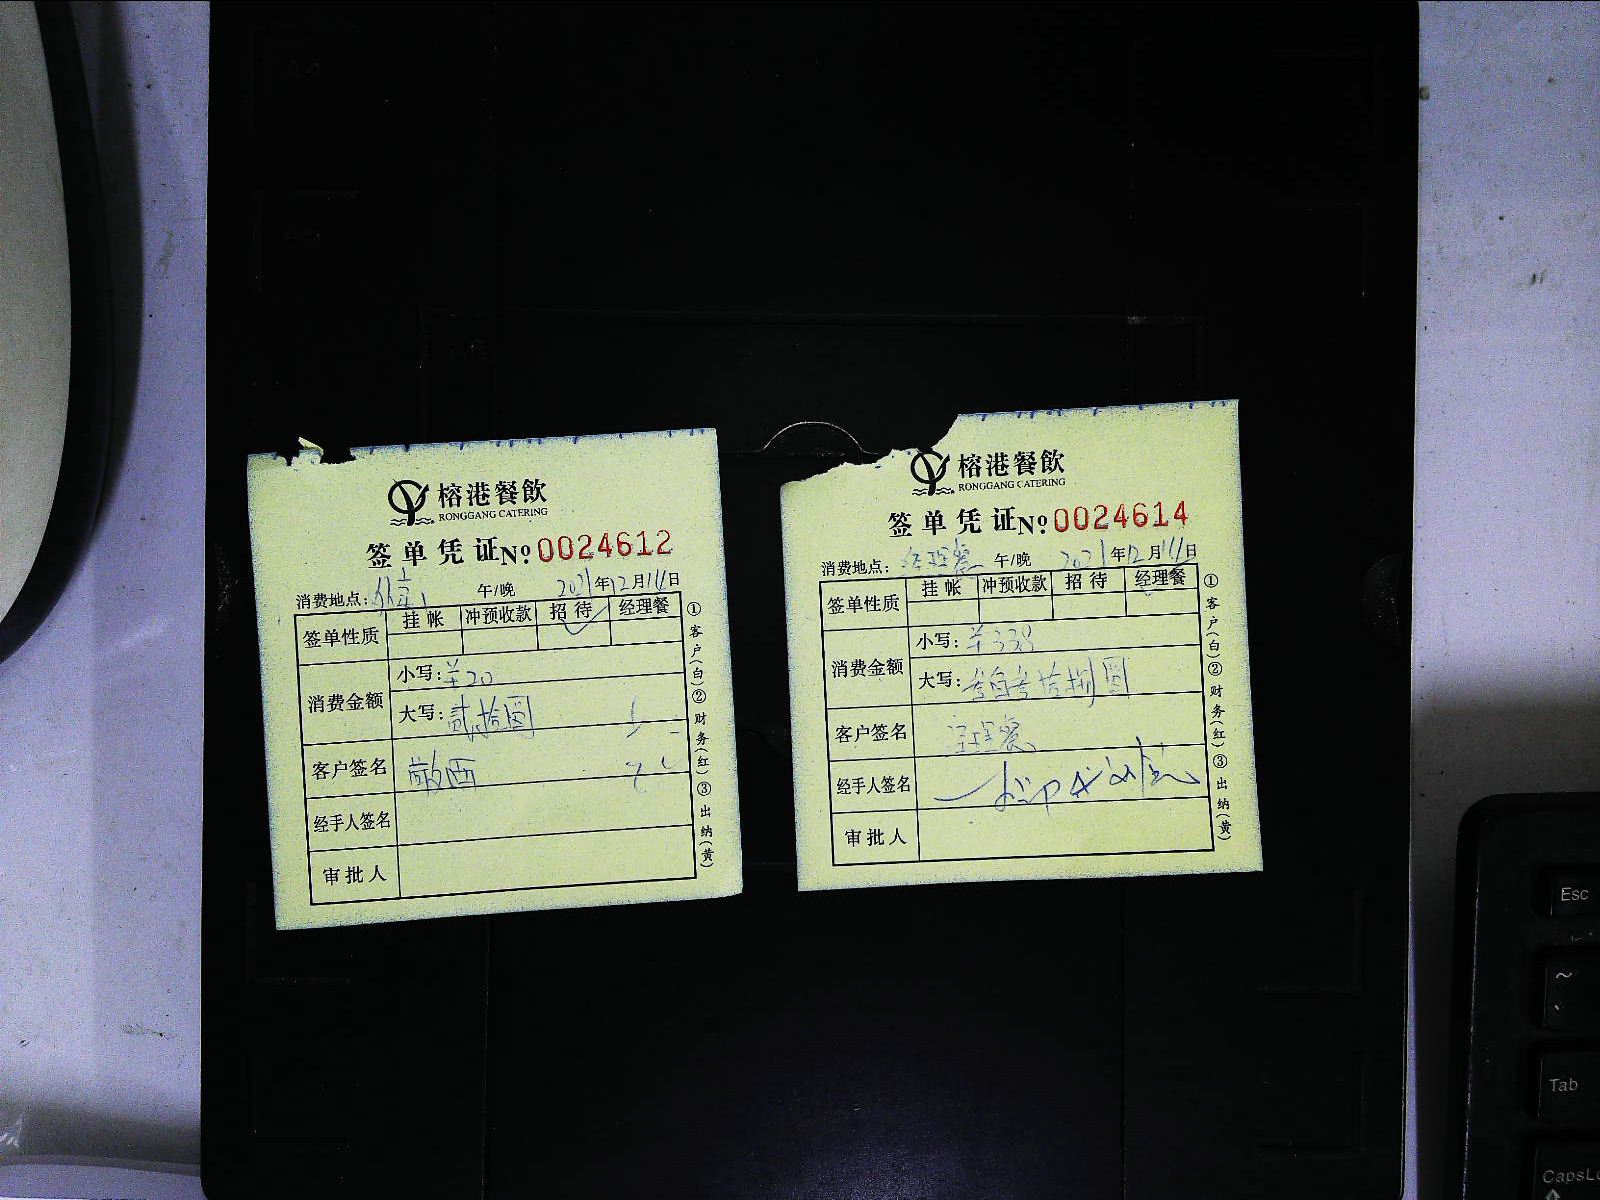 榕港餐飲
RONGGANG CATERING
签单凭证 № 0024612
消费地点: 午/晚 2021年12月11日
签单性质 挂帐 冲预收款 招待 经理餐
消费金额 小写:¥20
大写:贰拾圆
客户签名
经手人签名
审批人
①客户(白)②财务(红)③出纳(黄)
榕港餐飲
RONGGANG CATERING
签单凭证 № 0024614
消费地点: 经理餐 午/晚 2021年12月11日
签单性质 挂帐 冲预收款 招待 经理餐
消费金额 小写:¥338
大写:叁佰叁拾捌圆
客户签名 经理餐
经手人签名
审批人
①客户(白)②财务(红)③出纳(黄)
Esc
~
Tab